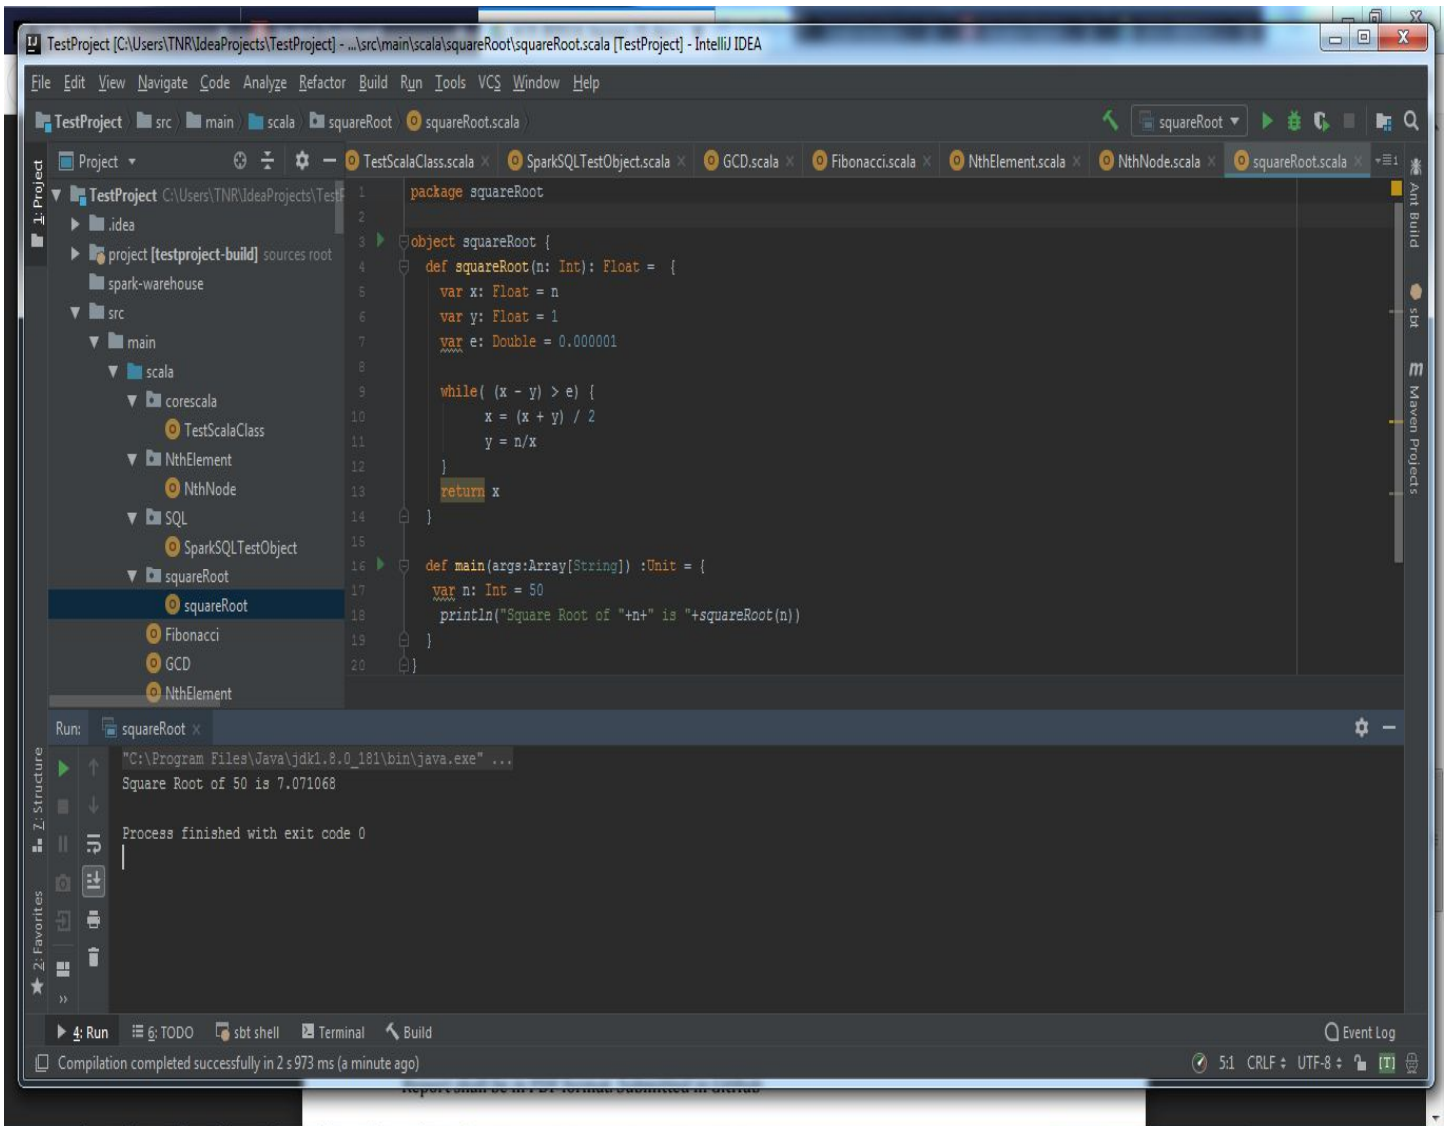 TestProject [C:\Users\TNR\IdeaProjects\TestProject] - ...\src\main\scala\squareRoot\squareRoot.scala [TestProject] - IntelliJ IDEA
File Edit View Navigate Code Analyze Refactor Build Run Tools VCS Window Help
TestProject src main scala squareRoot squareRoot.scala squareRoot
Project TestScalaClass.scala SparkSQLTestObject.scala GCD.scala Fibonacci.scala NthElement.scala NthNode.scala squareRoot.scala
1: Project
TestProject C:\Users\TNR\IdeaProjects\TestP
.idea
project [testproject-build] sources root
spark-warehouse
src
main
scala
corescala
TestScalaClass
NthElement
NthNode
SQL
SparkSQLTestObject
squareRoot
squareRoot
Fibonacci
GCD
NthElement
1 package squareRoot
2
3 object squareRoot {
4 def squareRoot(n: Int): Float = {
5 var x: Float = n
6 var y: Float = 1
7 var e: Double = 0.000001
8
9 while( (x - y) > e) {
10 x = (x + y) / 2
11 y = n/x
12 }
13 return x
14 }
15
16 def main(args:Array[String]) :Unit = {
17 var n: Int = 50
18 println("Square Root of "+n+" is "+squareRoot(n))
19 }
20 }
Ant Build
sbt
Maven Projects
Run: squareRoot
"C:\Program Files\Java\jdk1.8.0_181\bin\java.exe" ...
Square Root of 50 is 7.071068
Process finished with exit code 0
7: Structure
2: Favorites
4: Run 6: TODO sbt shell Terminal Build Event Log
Compilation completed successfully in 2 s 973 ms (a minute ago) 5:1 CRLF UTF-8 [T]